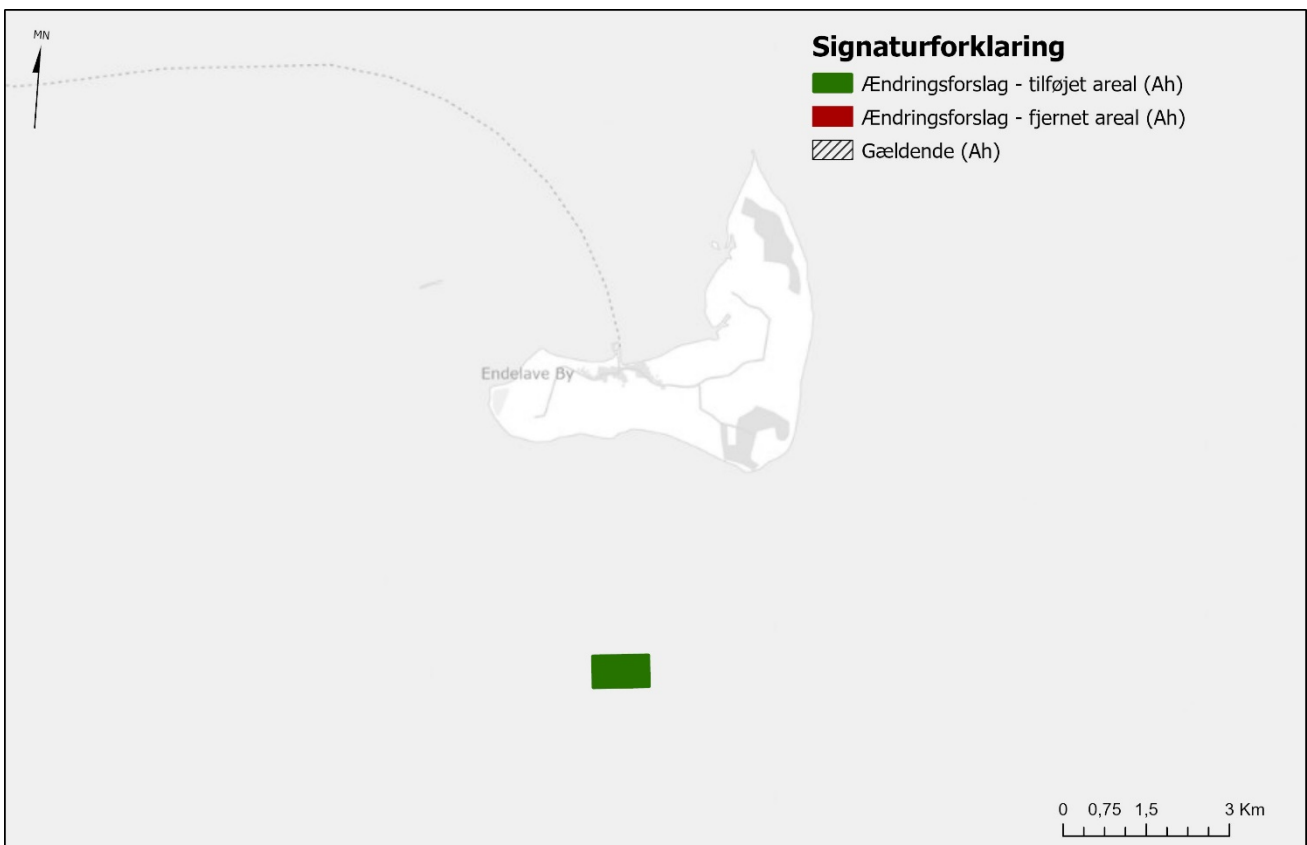 MN
Signaturforklaring
Ændringsforslag - tilføjet areal (Ah)
Ændringsforslag - fjernet areal (Ah)
Gældende (Ah)
Endelave By
0 0,75 1,5 3 Km